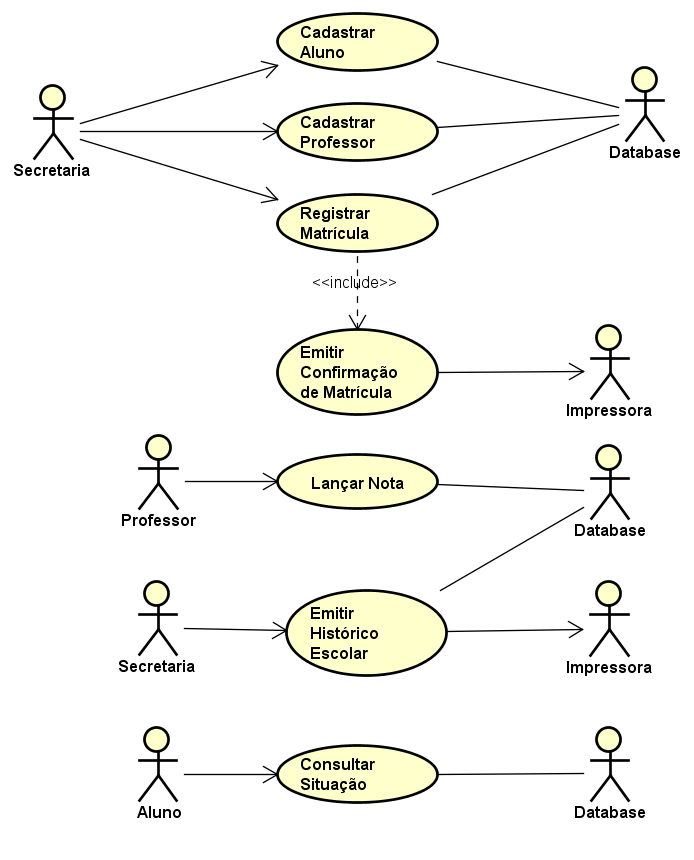 Cadastrar
Aluno
Secretaria
Cadastrar
Professor
Database
Registrar
Matrícula
<<include>>
Emitir
Confirmação
de Matrícula
Impressora
Professor
Lançar Nota
Database
Secretaria
Emitir
Histórico
Escolar
Impressora
Aluno
Consultar
Situação
Database